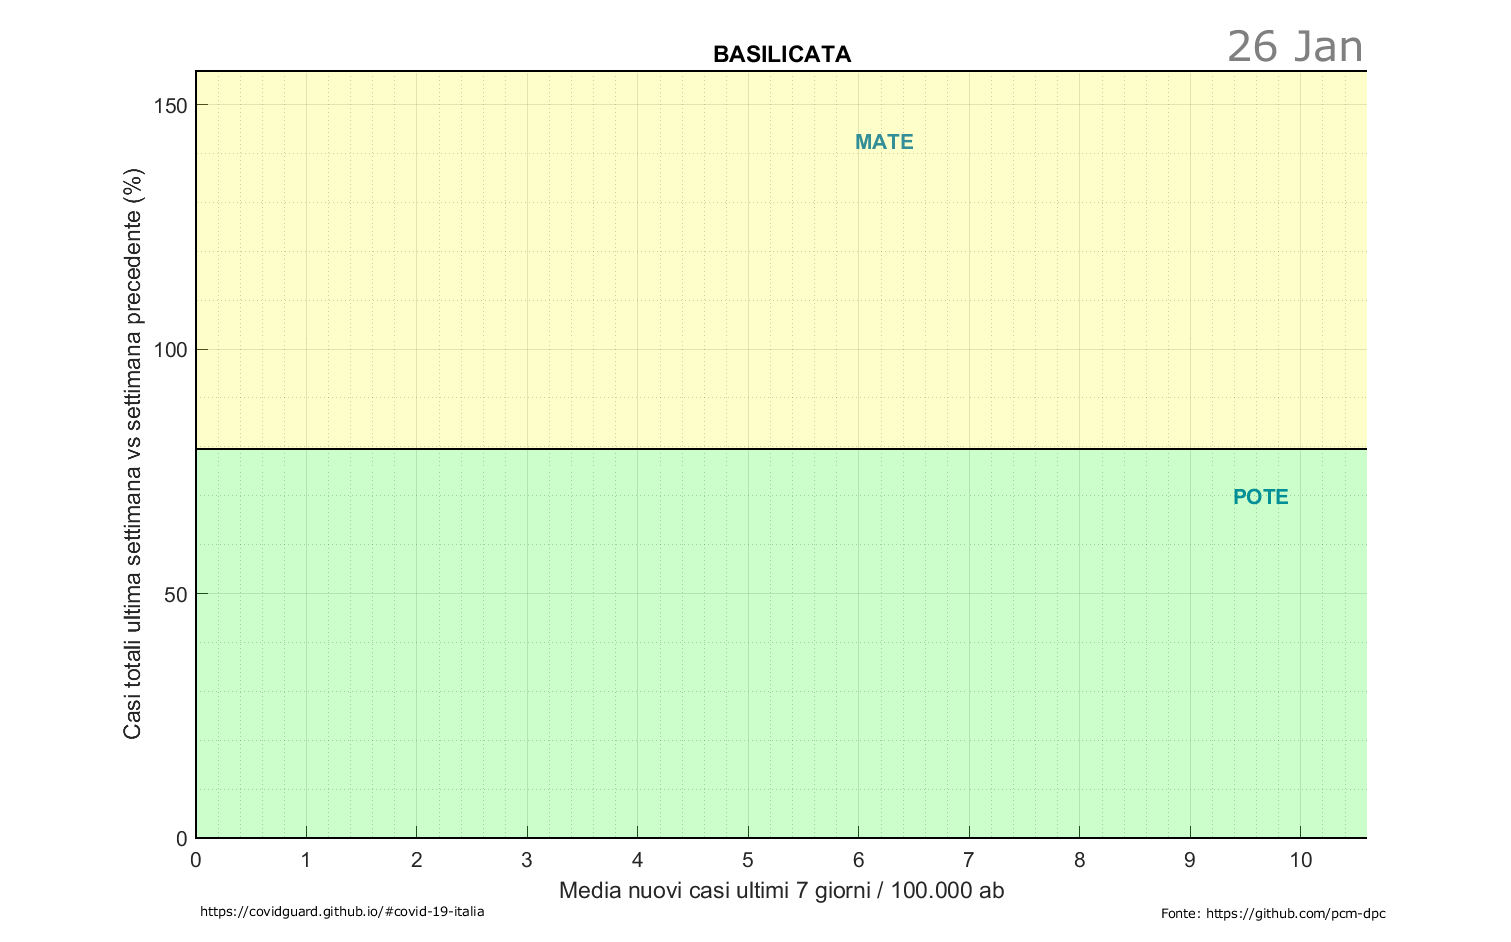 BASILICATA
26 Jan
Casi totali ultima settimana vs settimana precedente (%)
150
100
50
0
MATE
POTE
0 1 2 3 4 5 6 7 8 9 10
Media nuovi casi ultimi 7 giorni / 100.000 ab
https://covidguard.github.io/#covid-19-italia
Fonte: https://github.com/pcm-dpc